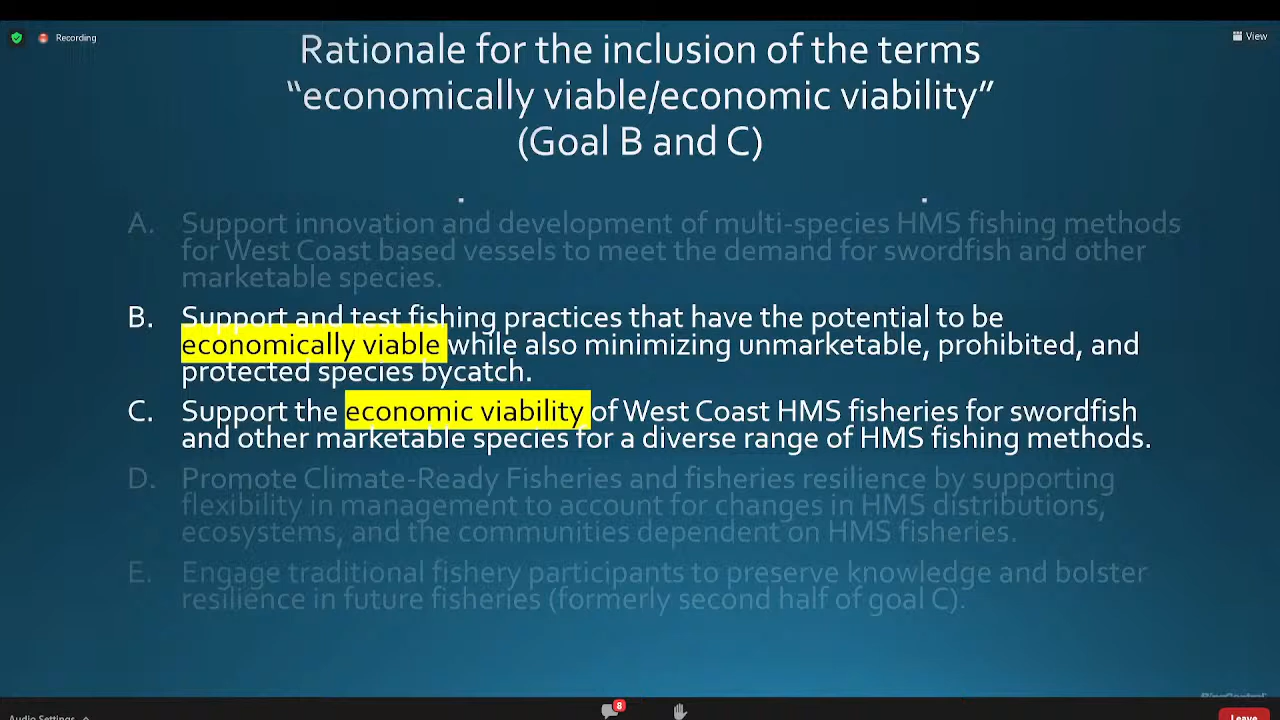 Recording
View
Rationale for the inclusion of the terms
“economically viable/economic viability”
(Goal B and C)
A. Support innovation and development of multi-species HMS fishing methods
for West Coast based vessels to meet the demand for swordfish and other
marketable species.
B. Support and test fishing practices that have the potential to be
economically viable while also minimizing unmarketable, prohibited, and
protected species bycatch.
C. Support the economic viability of West Coast HMS fisheries for swordfish
and other marketable species for a diverse range of HMS fishing methods.
D. Promote Climate-Ready Fisheries and fisheries resilience by supporting
flexibility in management to account for changes in HMS distributions,
ecosystems, and the communities dependent on HMS fisheries.
E. Engage traditional fishery participants to preserve knowledge and bolster
resilience in future fisheries (formerly second half of goal C).
RingCentral
8
Audio Settings
Leave